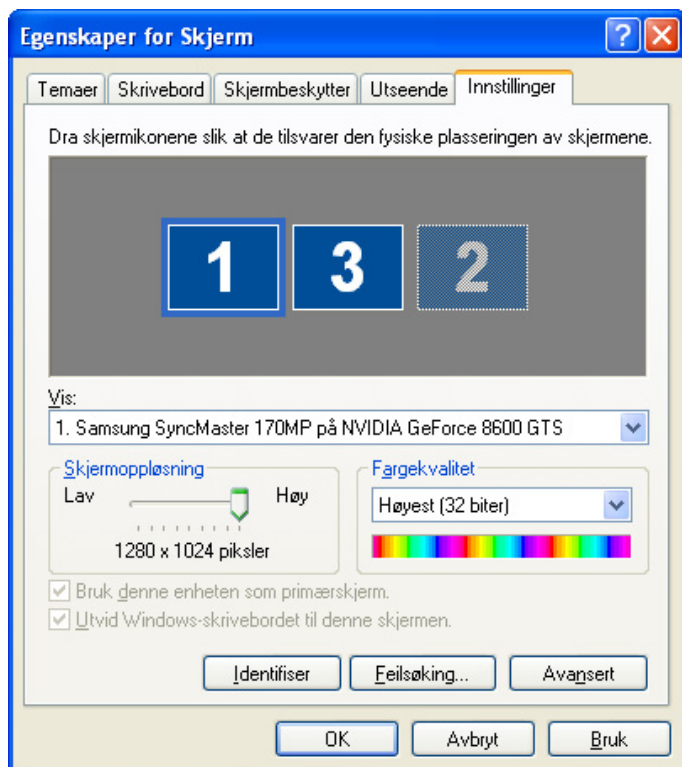 Egenskaper for Skjerm
Temaer Skrivebord Skjermbeskytter Utseende Innstillinger
Dra skjermikonene slik at de tilsvarer den fysiske plasseringen av skjermene.
1 3 2
Vis:
1. Samsung SyncMaster 170MP på NVIDIA GeForce 8600 GTS
Skjermoppløsning
Lav Høy
1280 x 1024 piksler
Fargekvalitet
Høyest (32 biter)
Bruk denne enheten som primærskjerm.
Utvid Windows-skrivebordet til denne skjermen.
Identifiser Feilsøking... Avansert
OK Avbryt Bruk